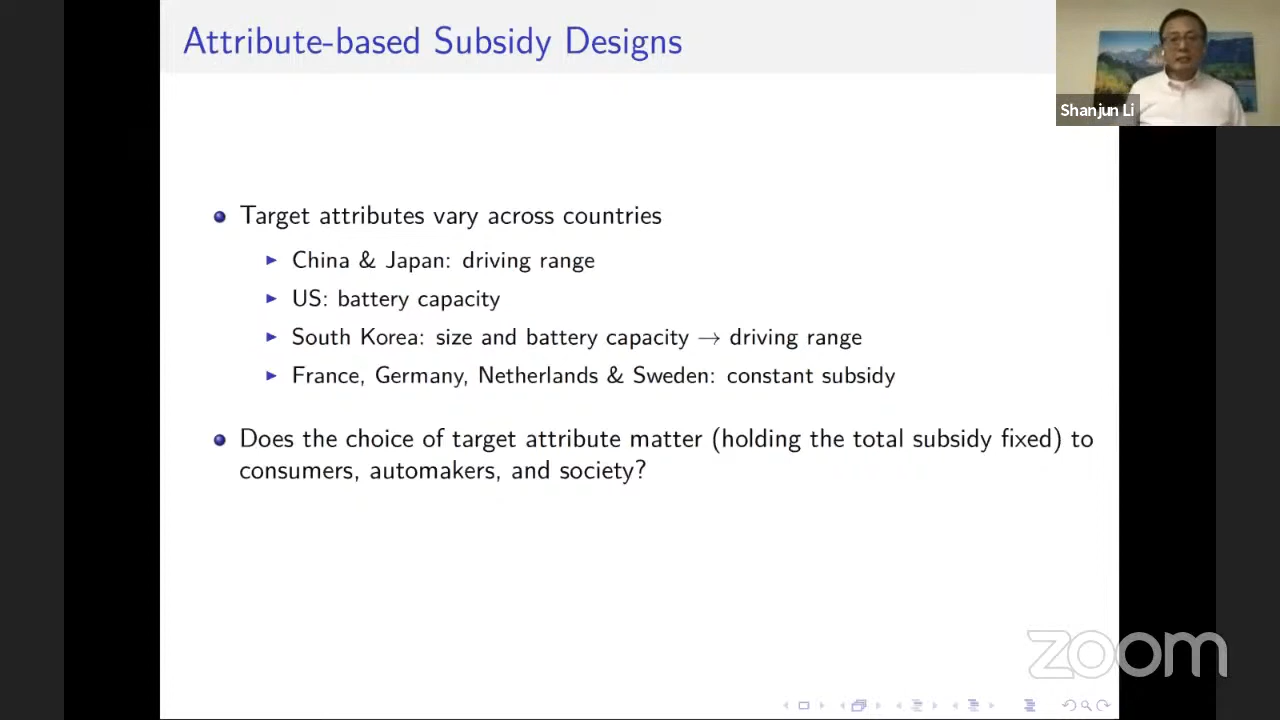 Attribute-based Subsidy Designs
Shanjun Li
Target attributes vary across countries
China & Japan: driving range
US: battery capacity
South Korea: size and battery capacity → driving range
France, Germany, Netherlands & Sweden: constant subsidy
Does the choice of target attribute matter (holding the total subsidy fixed) to
consumers, automakers, and society?
zoom